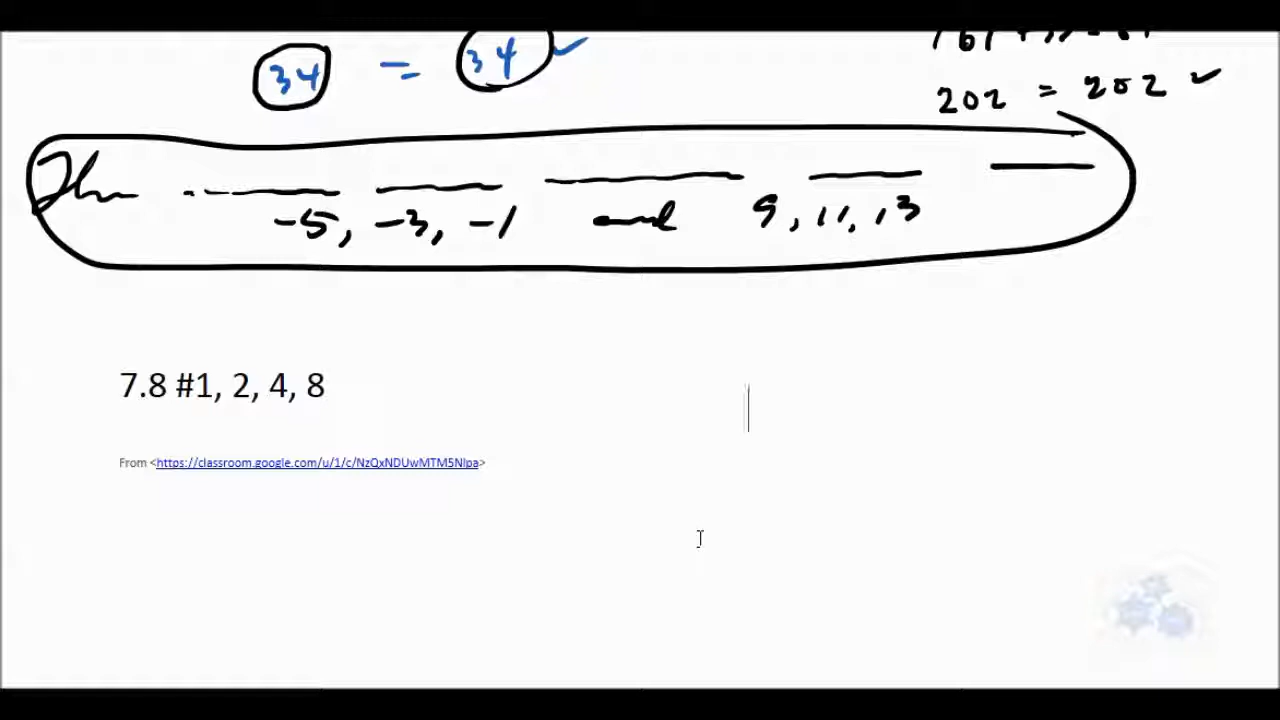 34 = 34 ✓
202 = 202 ✓
-5, -3, -1 and 9, 11, 13
7.8 #1, 2, 4, 8
From <https://classroom.google.com/u/1/c/NzQxNDUwMTM5NIpa>